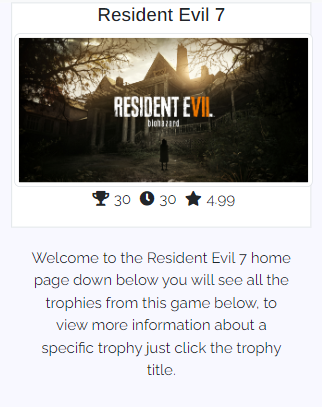 Resident Evil 7
RESIDENT EVIL
biohazard
30 30 4.99
Welcome to the Resident Evil 7 home
page down below you will see all the
trophies from this game below, to
view more information about a
specific trophy just click the trophy
title.